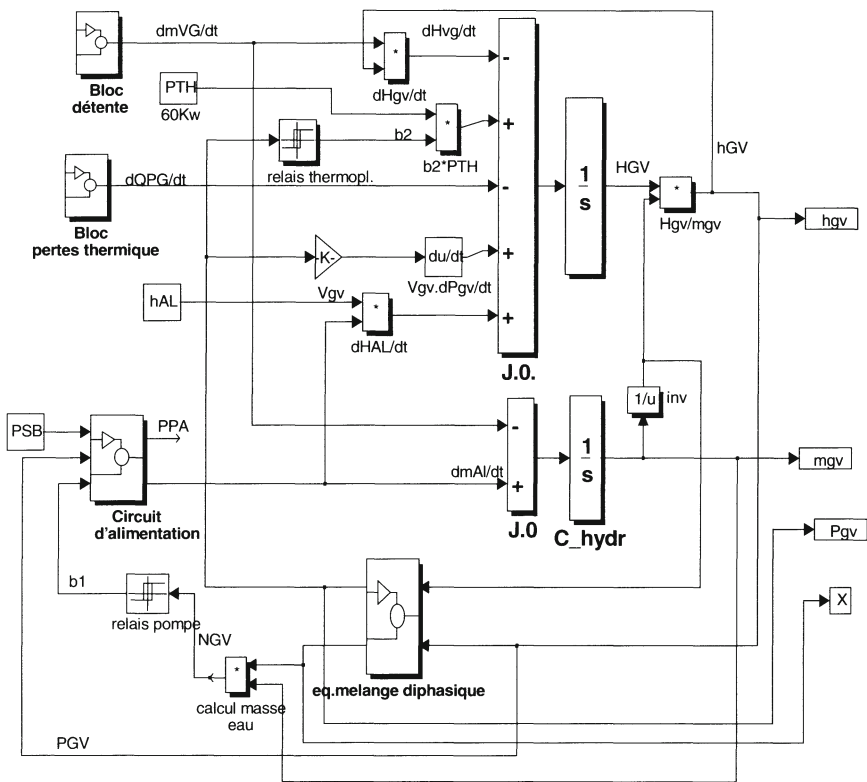 dmVG/dt
dHvg/dt
*
-
Bloc
détente
dHgv/dt
PTH
60Kw
*
+
b2
b2*PTH
relais thermopl.
hGV
dQPG/dt
-
1
s
HGV
*
Hgv/mgv
hgv
Bloc
pertes thermique
-K-
du/dt
+
Vgv.dPgv/dt
Vgv
hAL
*
+
dHAL/dt
J.0.
1/u
inv
PSB
PPA
-
1
s
mgv
dmAl/dt
+
Circuit
d'alimentation
J.0
C_hydr
Pgv
b1
relais pompe
X
NGV
*
eq.melange diphasique
calcul masse
eau
PGV